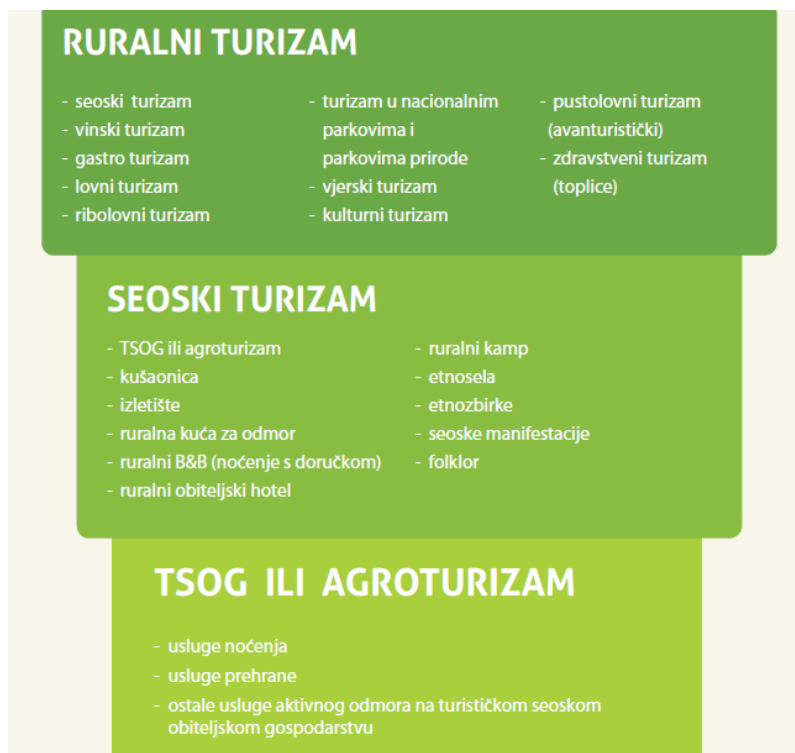 RURALNI TURIZAM
- seoski turizam
- vinski turizam
- gastro turizam
- lovni turizam
- ribolovni turizam
- turizam u nacionalnim
parkovima i
parkovima prirode
- vjerski turizam
- kulturni turizam
- pustolovni turizam
(avanturistički)
- zdravstveni turizam
(toplice)
SEOSKI TURIZAM
- TSOG ili agroturizam
- kušaonica
- izletište
- ruralna kuća za odmor
- ruralni B&B (noćenje s doručkom)
- ruralni obiteljski hotel
- ruralni kamp
- etnosela
- etnozbirke
- seoske manifestacije
- folklor
TSOG ILI AGROTURIZAM
- usluge noćenja
- usluge prehrane
- ostale usluge aktivnog odmora na turističkom seoskom
obiteljskom gospodarstvu